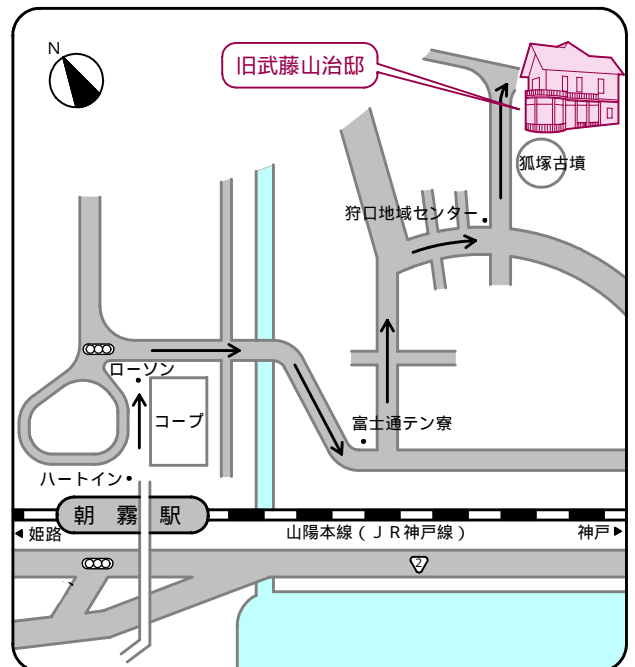 N
旧武藤山治邸
狐塚古墳
狩口地域センター
ローソン
コープ
富士通テン寮
ハートイン
朝霧駅
姫路
山陽本線(JR神戸線)
神戸
2